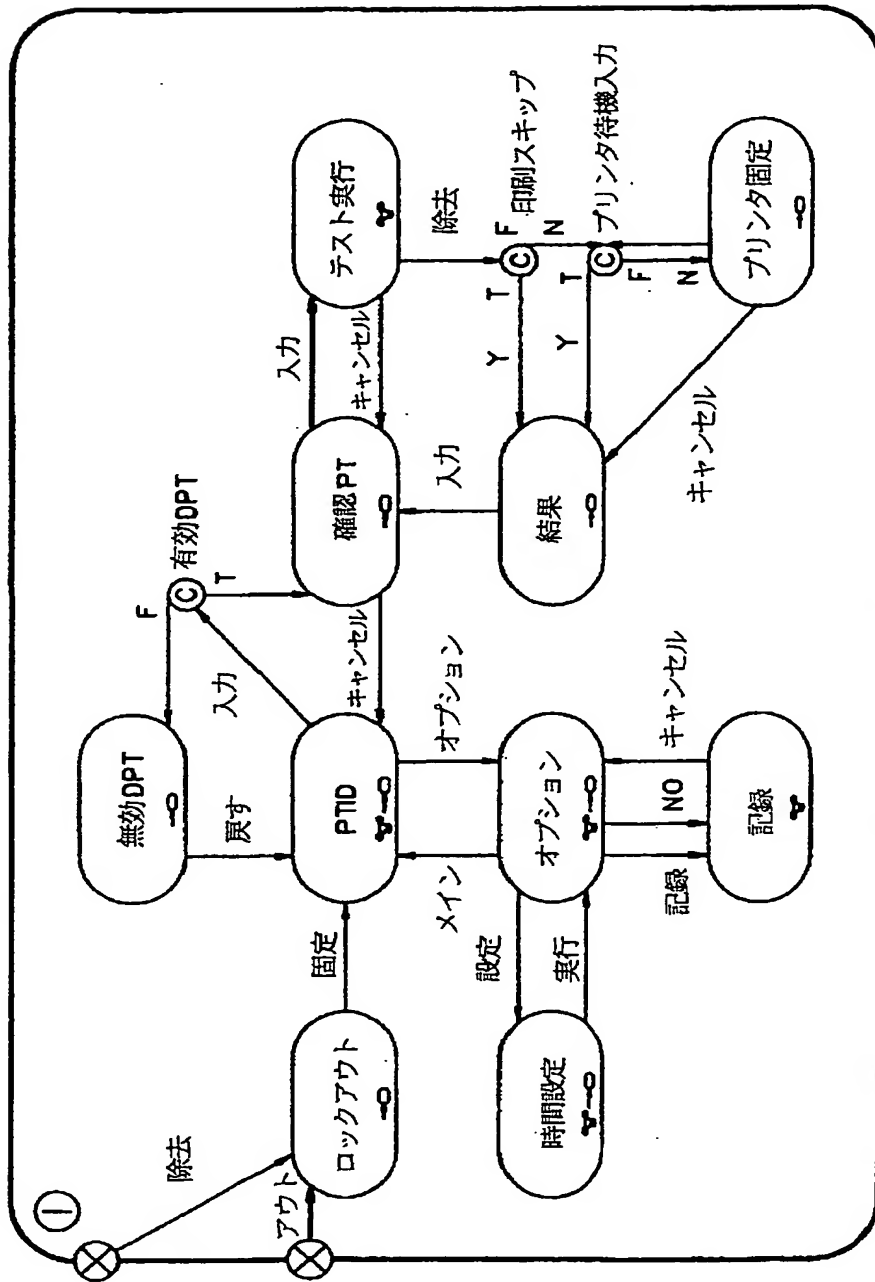 I
除去
アウト
ロックアウト
固定
無効DPT
戻す
F
有効DPT
T
入力
PTID
キャンセル
確認PT
入力
キャンセル
テスト実行
除去
F
印刷スキップ
N
T
Y
プリンタ待機入力
T
Y
F
N
プリンタ固定
キャンセル
結果
入力
オプション
メイン
オプション
設定
実行
時間設定
記録
NO
キャンセル
記録
C
C
C